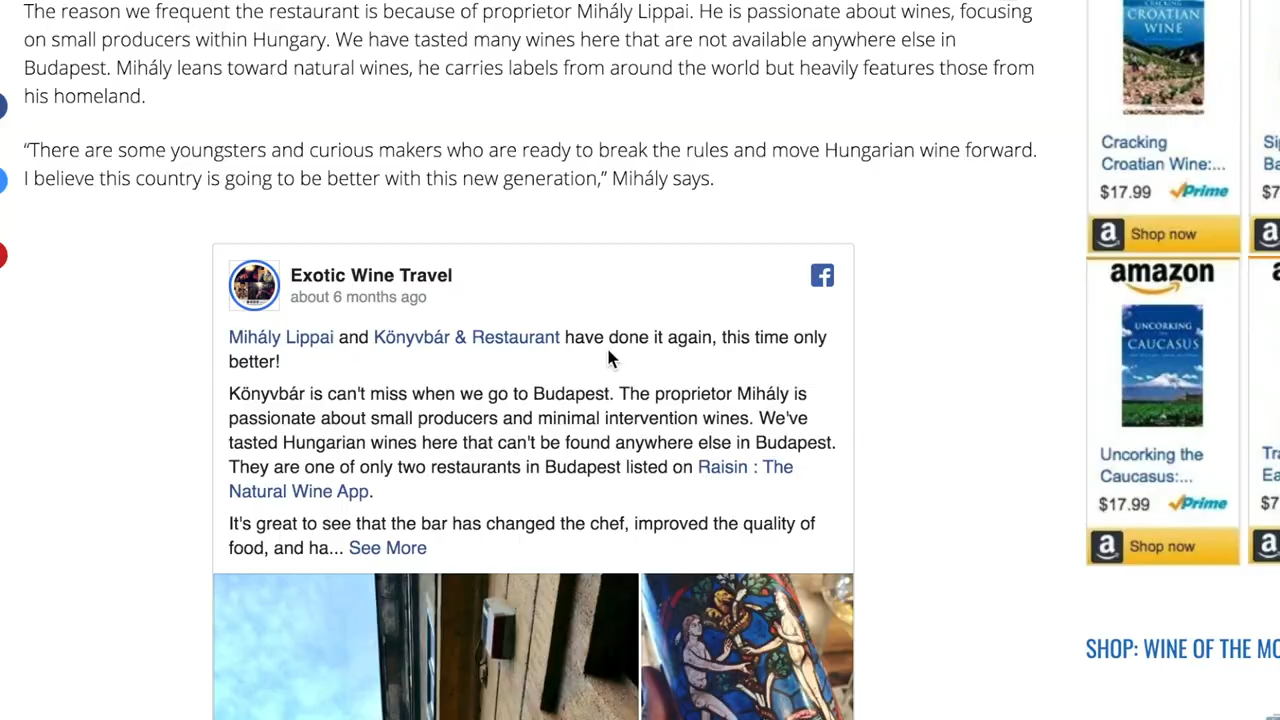 The reason we frequent the restaurant is because of proprietor Mihály Lippai. He is passionate about wines, focusing
on small producers within Hungary. We have tasted many wines here that are not available anywhere else in
Budapest. Mihály leans toward natural wines, he carries labels from around the world but heavily features those from
his homeland.
“There are some youngsters and curious makers who are ready to break the rules and move Hungarian wine forward.
I believe this country is going to be better with this new generation,” Mihály says.
Exotic Wine Travel
about 6 months ago
Mihály Lippai and Könyvbár & Restaurant have done it again, this time only
better!
Könyvbár is can't miss when we go to Budapest. The proprietor Mihály is
passionate about small producers and minimal intervention wines. We've
tasted Hungarian wines here that can't be found anywhere else in Budapest.
They are one of only two restaurants in Budapest listed on Raisin : The
Natural Wine App.
It's great to see that the bar has changed the chef, improved the quality of
food, and ha... See More
CROATIAN
WINE
Cracking
Croatian Wine:...
$17.99 Prime
a Shop now
amazon
UNCORKING
THE
CAUCASUS
Uncorking the
Caucasus:...
$17.99 Prime
a Shop now
SHOP: WINE OF THE MO